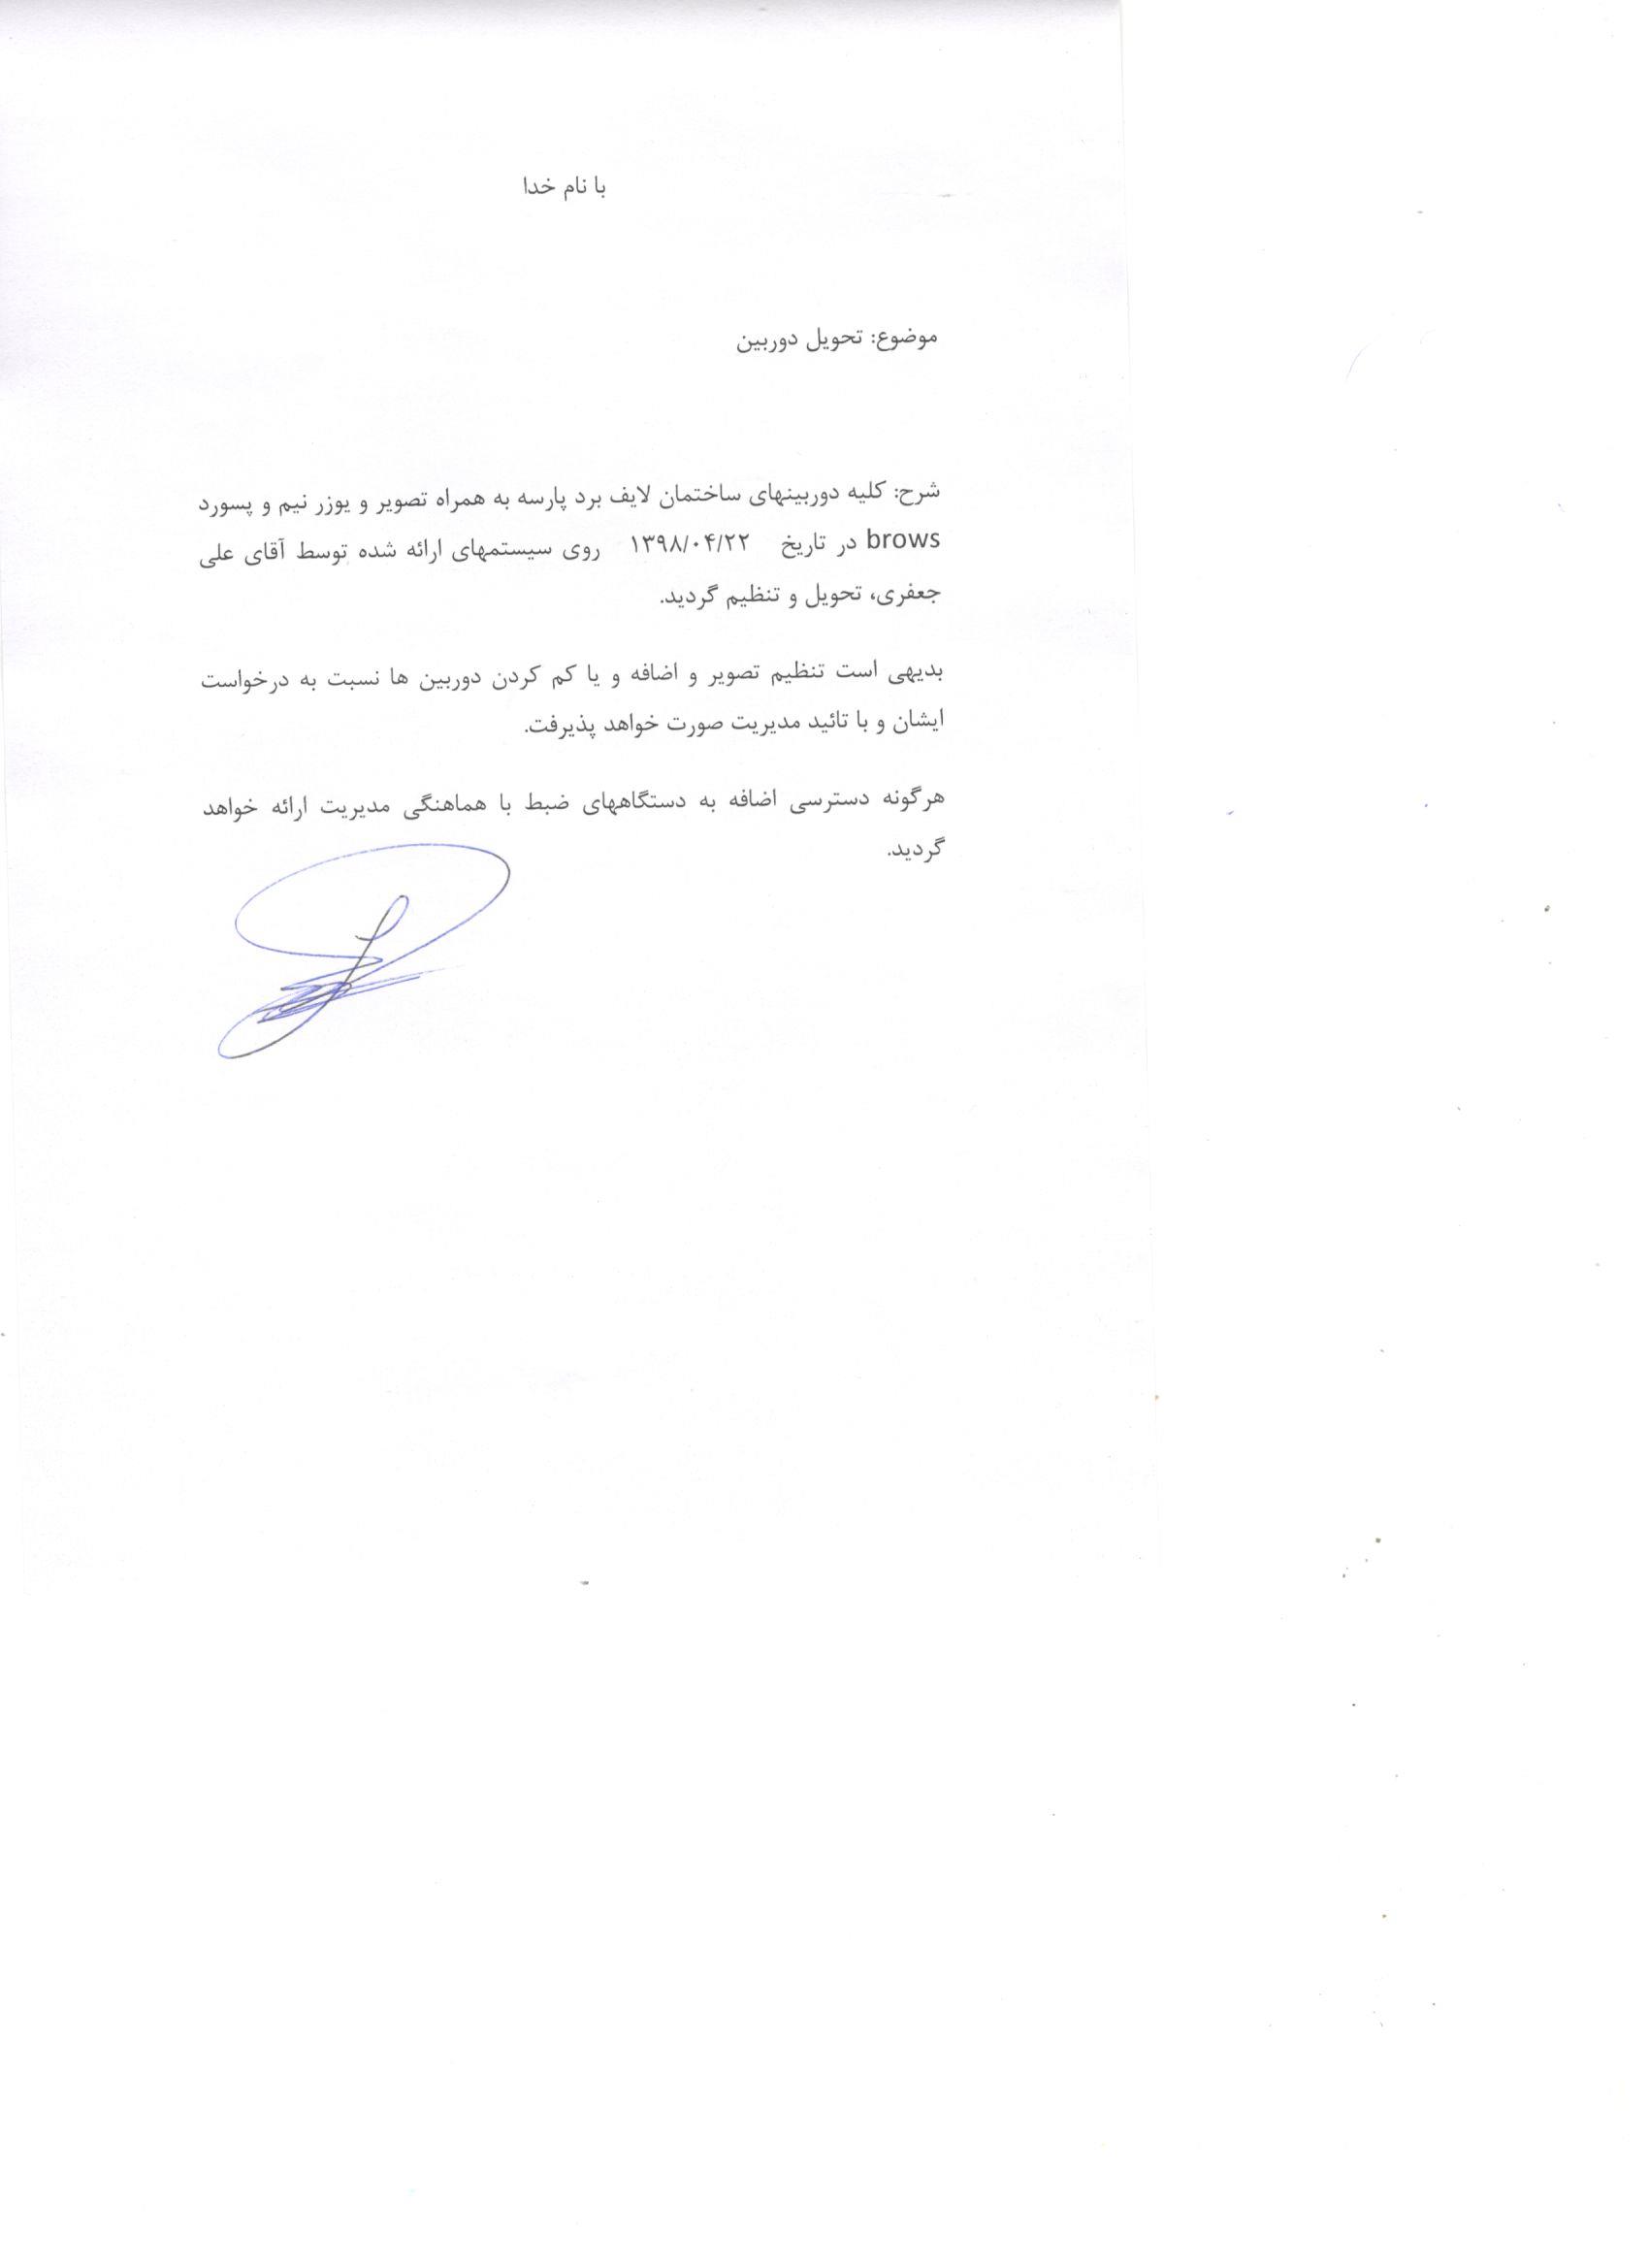 با نام خدا
موضوع: تحویل دوربین
شرح: کلیه دوربینهای ساختمان لایف برد پارسه به همراه تصویر و یوزر نیم و پسورد
brows در تاریخ ۱۳۹۸/۰۴/۲۲ روی سیستمهای ارائه شده توسط آقای علی
جعفری، تحویل و تنظیم گردید.
بدیهی است تنظیم تصویر و اضافه و یا کم کردن دوربین ها نسبت به درخواست
ایشان و با تائید مدیریت صورت خواهد پذیرفت.
هرگونه دسترسی اضافه به دستگاههای ضبط با هماهنگی مدیریت ارائه خواهد
گردید.